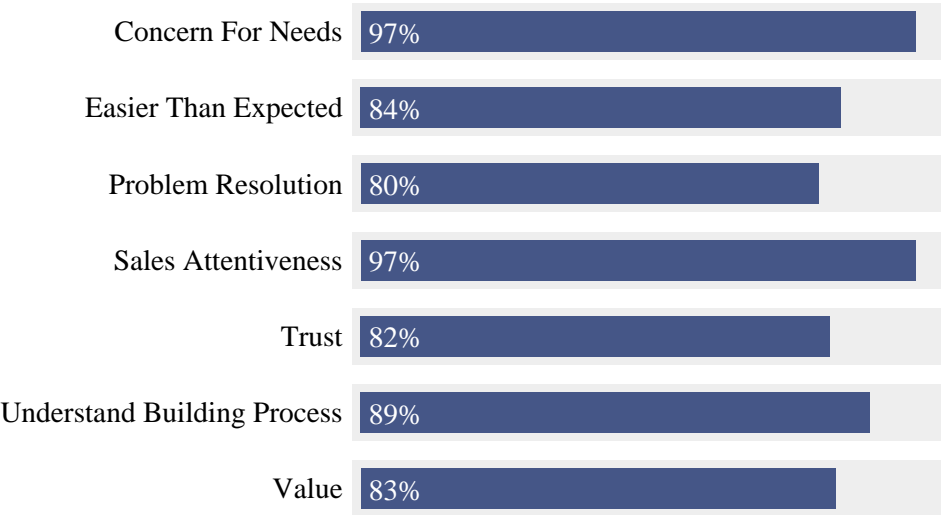 Concern For Needs 97%
Easier Than Expected 84%
Problem Resolution 80%
Sales Attentiveness 97%
Trust 82%
Understand Building Process 89%
Value 83%